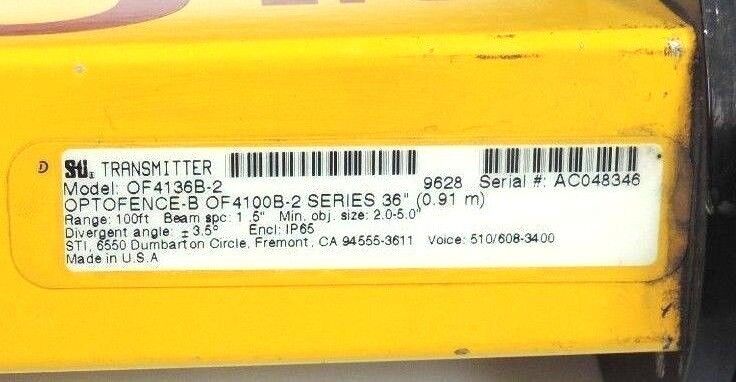 D STI. TRANSMITTER
Model: OF4136B-2 9628 Serial #: AC048346
OPTOFENCE-B OF4100B-2 SERIES 36" (0.91 m)
Range: 100ft Beam spc: 1.5" Min. obj. size: 2.0-5.0"
Divergent angle: ± 3.5° Encl: IP65
STI, 6550 Dumbarton Circle, Fremont, CA 94555-3611 Voice: 510/608-3400
Made in U.S.A